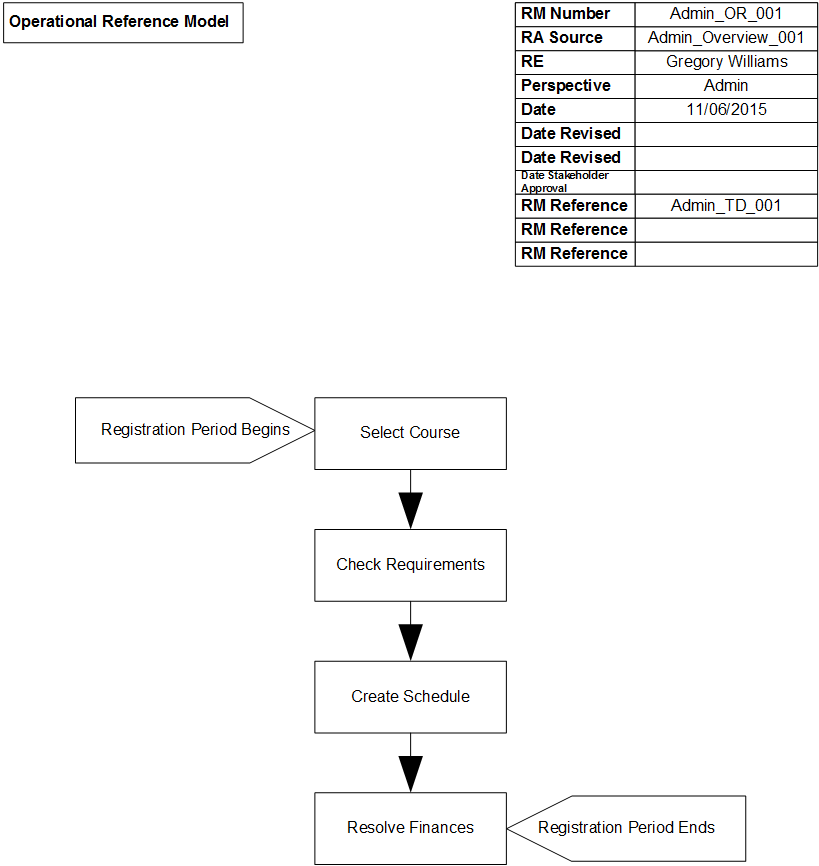 Operational Reference Model
RM Number Admin_OR_001
RA Source Admin_Overview_001
RE Gregory Williams
Perspective Admin
Date 11/06/2015
Date Revised
Date Revised
Date Stakeholder
Approval
RM Reference Admin_TD_001
RM Reference
RM Reference
Registration Period Begins
Select Course
Check Requirements
Create Schedule
Resolve Finances
Registration Period Ends